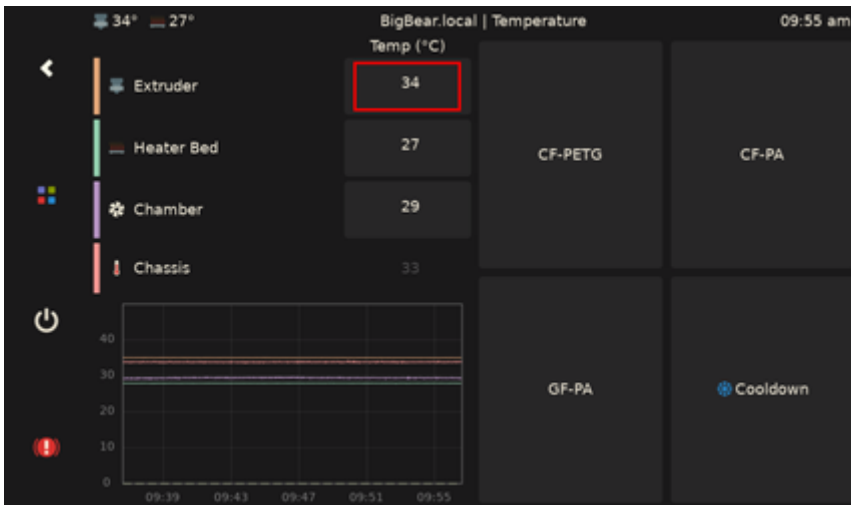 34° 27° BigBear.local | Temperature 09:55 am
Temp (°C)
Extruder 34
Heater Bed 27
Chamber 29
Chassis 33
CF-PETG CF-PA
GF-PA Cooldown
40
30
20
10
0
09:39 09:43 09:47 09:51 09:55